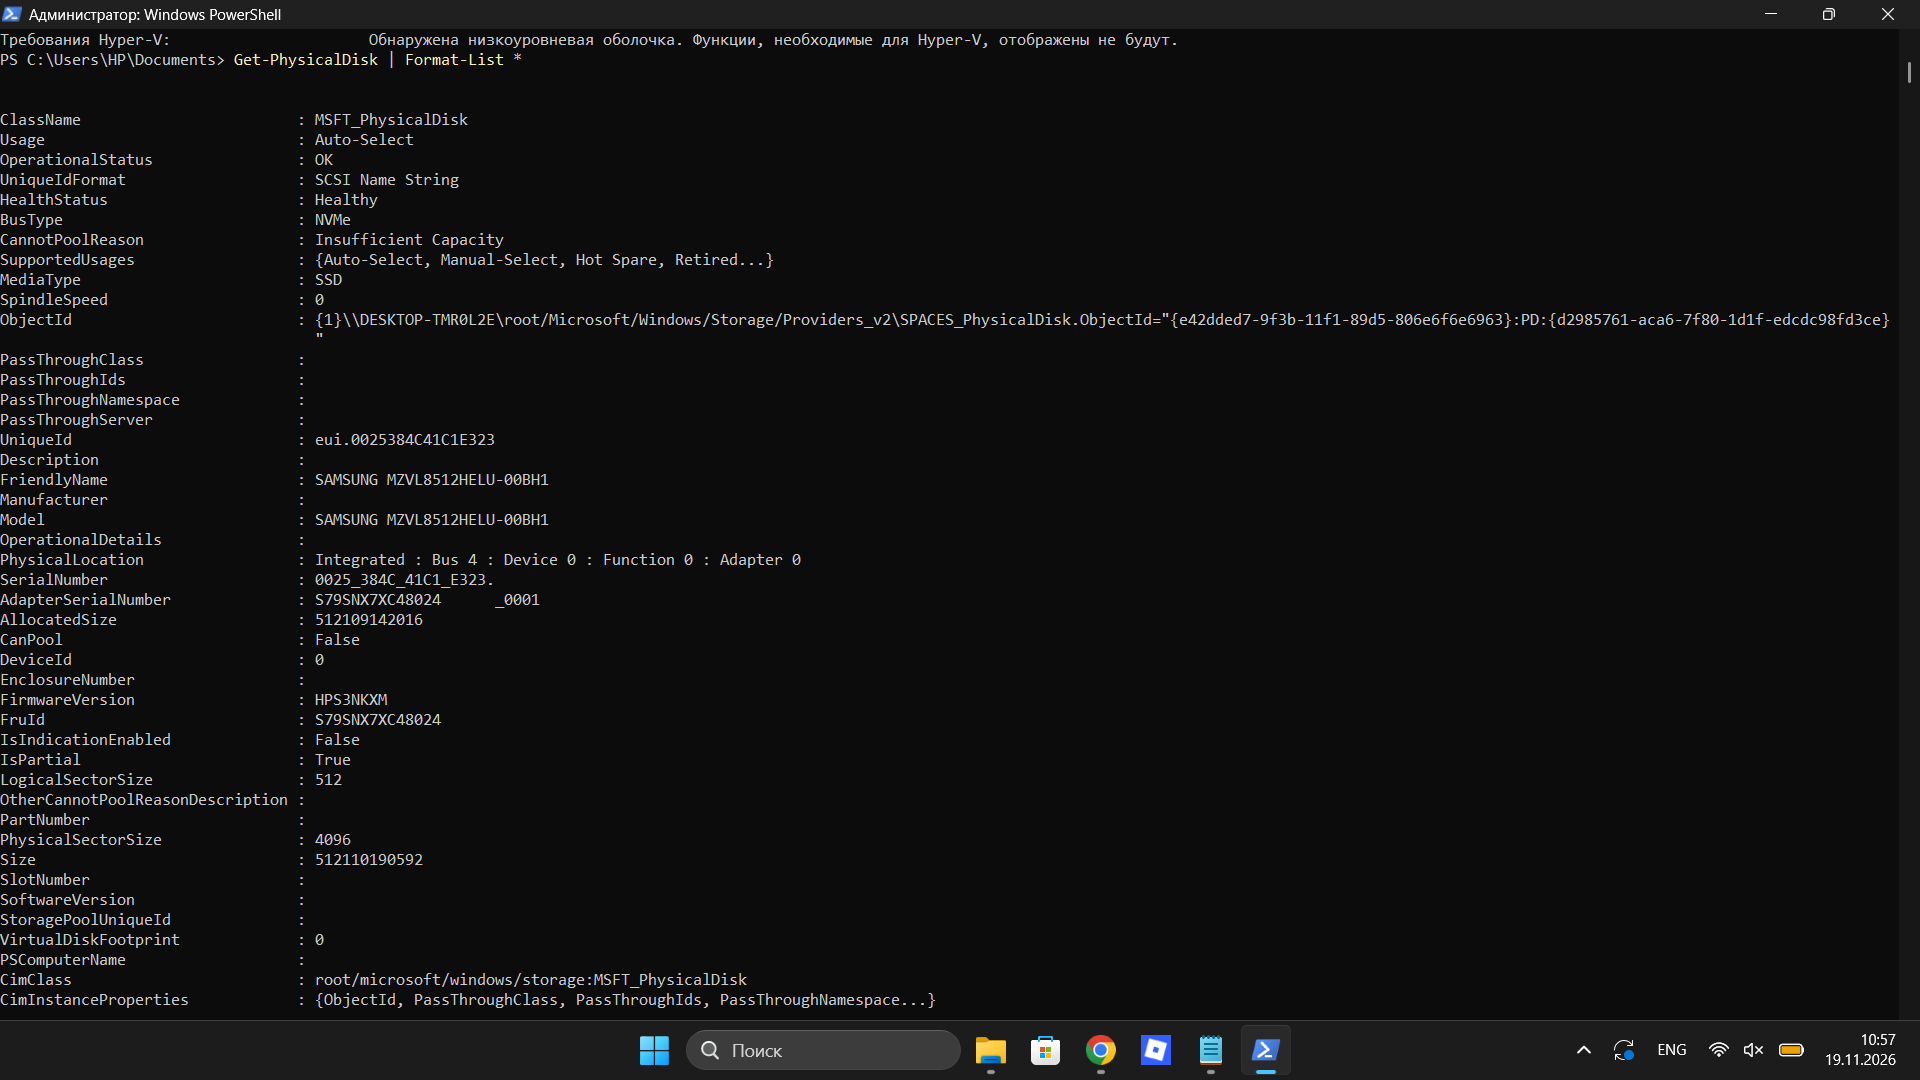 Администратор: Windows PowerShell
Требования Hyper-V: Обнаружена низкоуровневая оболочка. Функции, необходимые для Hyper-V, отображены не будут.
PS C:\Users\HP\Documents> Get-PhysicalDisk | Format-List *
ClassName : MSFT_PhysicalDisk
Usage : Auto-Select
OperationalStatus : OK
UniqueIdFormat : SCSI Name String
HealthStatus : Healthy
BusType : NVMe
CannotPoolReason : Insufficient Capacity
SupportedUsages : {Auto-Select, Manual-Select, Hot Spare, Retired...}
MediaType : SSD
SpindleSpeed : 0
ObjectId : {1}\\DESKTOP-TMR0L2E\root/Microsoft/Windows/Storage/Providers_v2\SPACES_PhysicalDisk.ObjectId="{e42dded7-9f3b-11f1-89d5-806e6f6e6963}:PD:{d2985761-aca6-7f80-1d1f-edcdc98fd3ce}
"
PassThroughClass :
PassThroughIds :
PassThroughNamespace :
PassThroughServer :
UniqueId : eui.0025384C41C1E323
Description :
FriendlyName : SAMSUNG MZVL8512HELU-00BH1
Manufacturer :
Model : SAMSUNG MZVL8512HELU-00BH1
OperationalDetails :
PhysicalLocation : Integrated : Bus 4 : Device 0 : Function 0 : Adapter 0
SerialNumber : 0025_384C_41C1_E323.
AdapterSerialNumber : S79SNX7XC48024      _0001
AllocatedSize : 512109142016
CanPool : False
DeviceId : 0
EnclosureNumber :
FirmwareVersion : HPS3NKXM
FruId : S79SNX7XC48024
IsIndicationEnabled : False
IsPartial : True
LogicalSectorSize : 512
OtherCannotPoolReasonDescription :
PartNumber :
PhysicalSectorSize : 4096
Size : 512110190592
SlotNumber :
SoftwareVersion :
StoragePoolUniqueId :
VirtualDiskFootprint : 0
PSComputerName :
CimClass : root/microsoft/windows/storage:MSFT_PhysicalDisk
CimInstanceProperties : {ObjectId, PassThroughClass, PassThroughIds, PassThroughNamespace...}
Поиск
ENG
10:57
19.11.2026